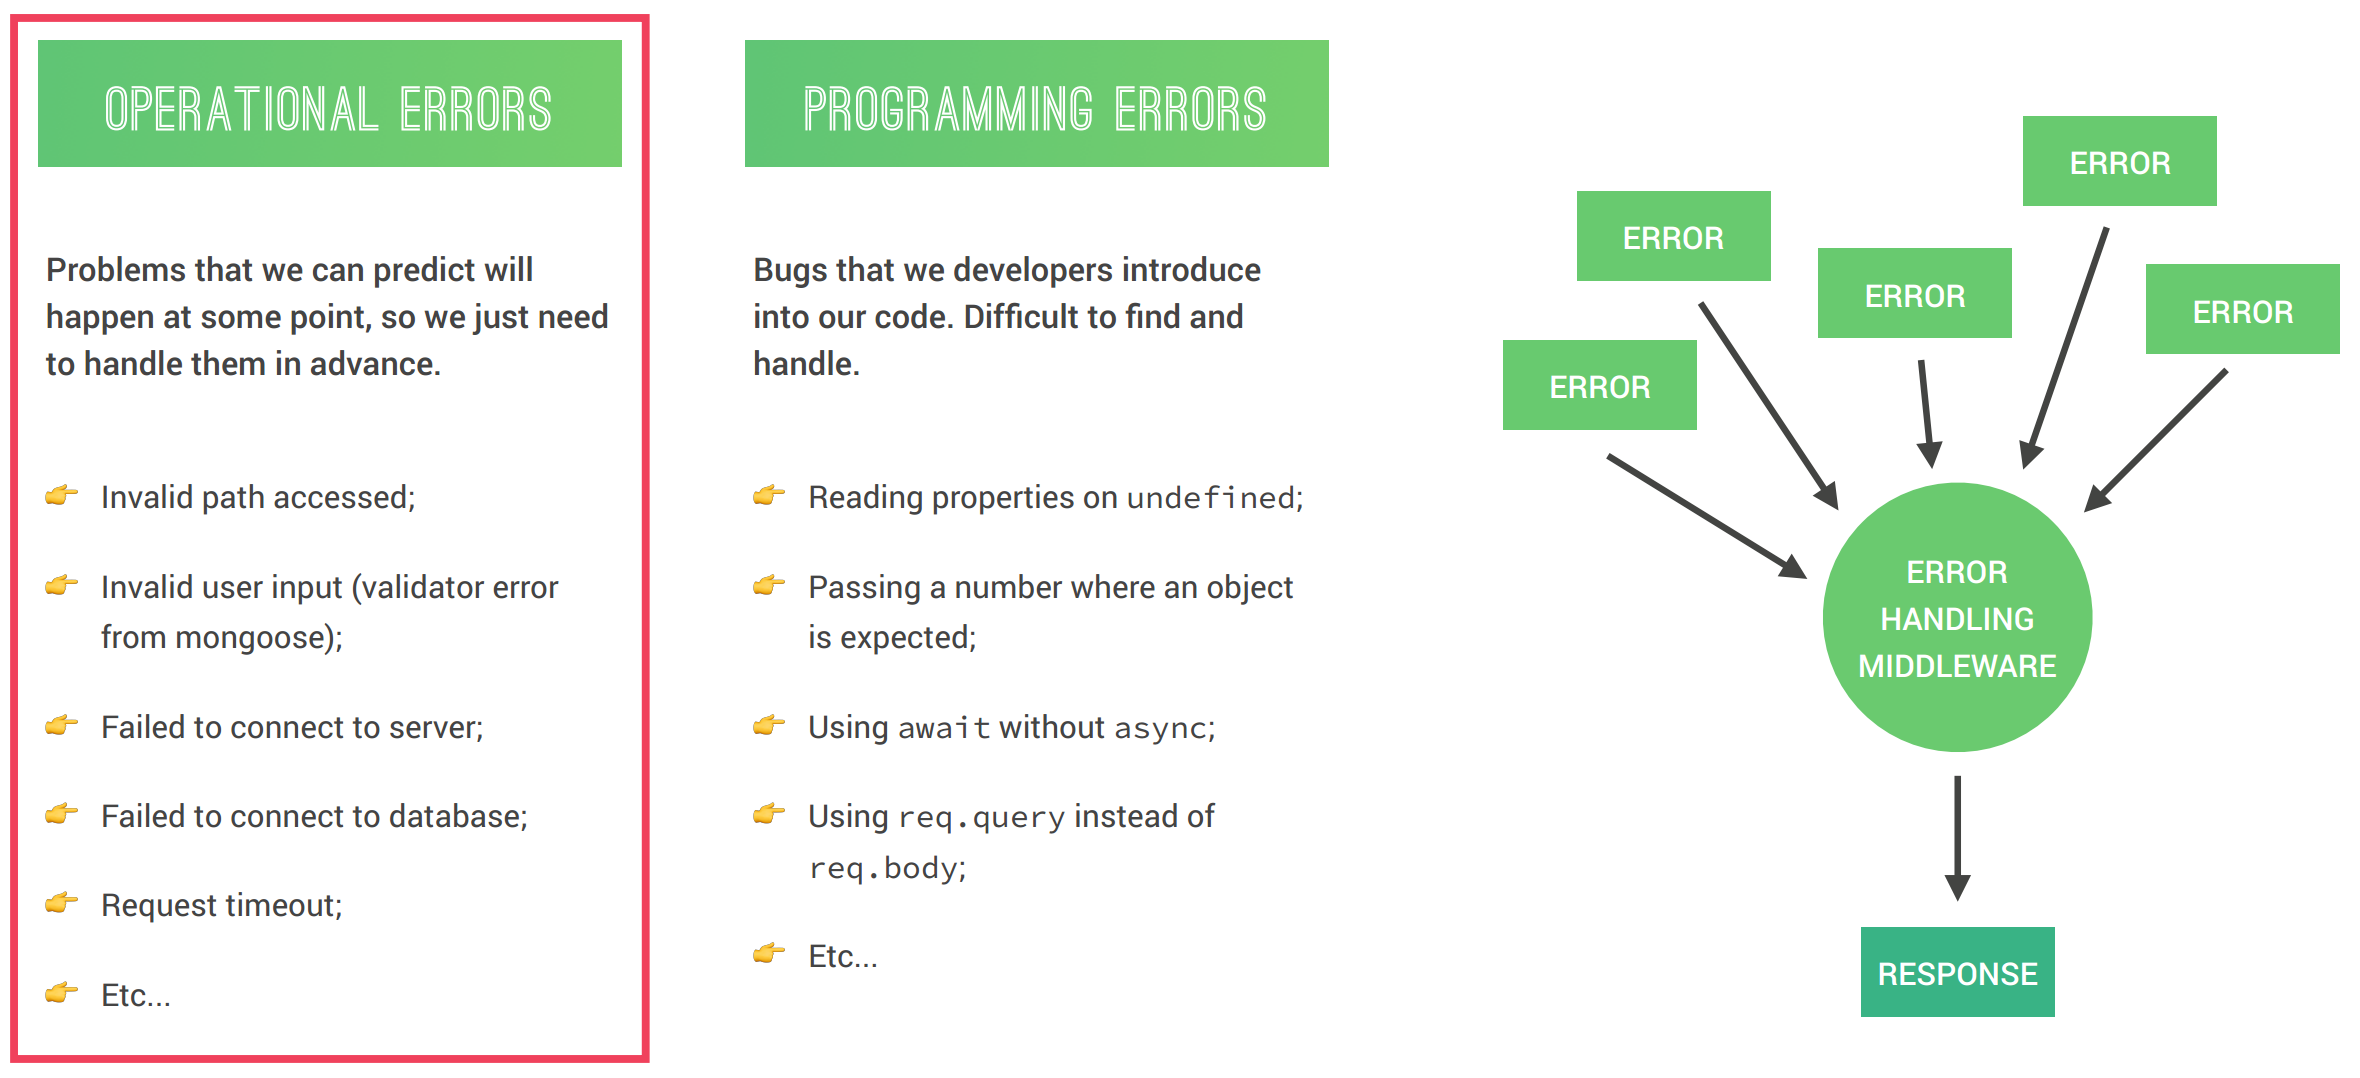 OPERATIONAL ERRORS
Problems that we can predict will
happen at some point, so we just need
to handle them in advance.
Invalid path accessed;
Invalid user input (validator error
from mongoose);
Failed to connect to server;
Failed to connect to database;
Request timeout;
Etc...
PROGRAMMING ERRORS
Bugs that we developers introduce
into our code. Difficult to find and
handle.
Reading properties on undefined;
Passing a number where an object
is expected;
Using await without async;
Using req.query instead of
req.body;
Etc...
ERROR
ERROR
ERROR
ERROR
ERROR
ERROR
HANDLING
MIDDLEWARE
RESPONSE